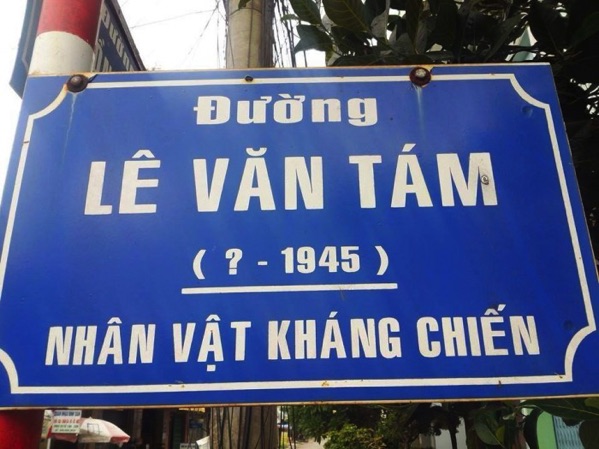 Đường
LÊ VĂN TÁM
( ? - 1945 )
NHÂN VẬT KHÁNG CHIẾN